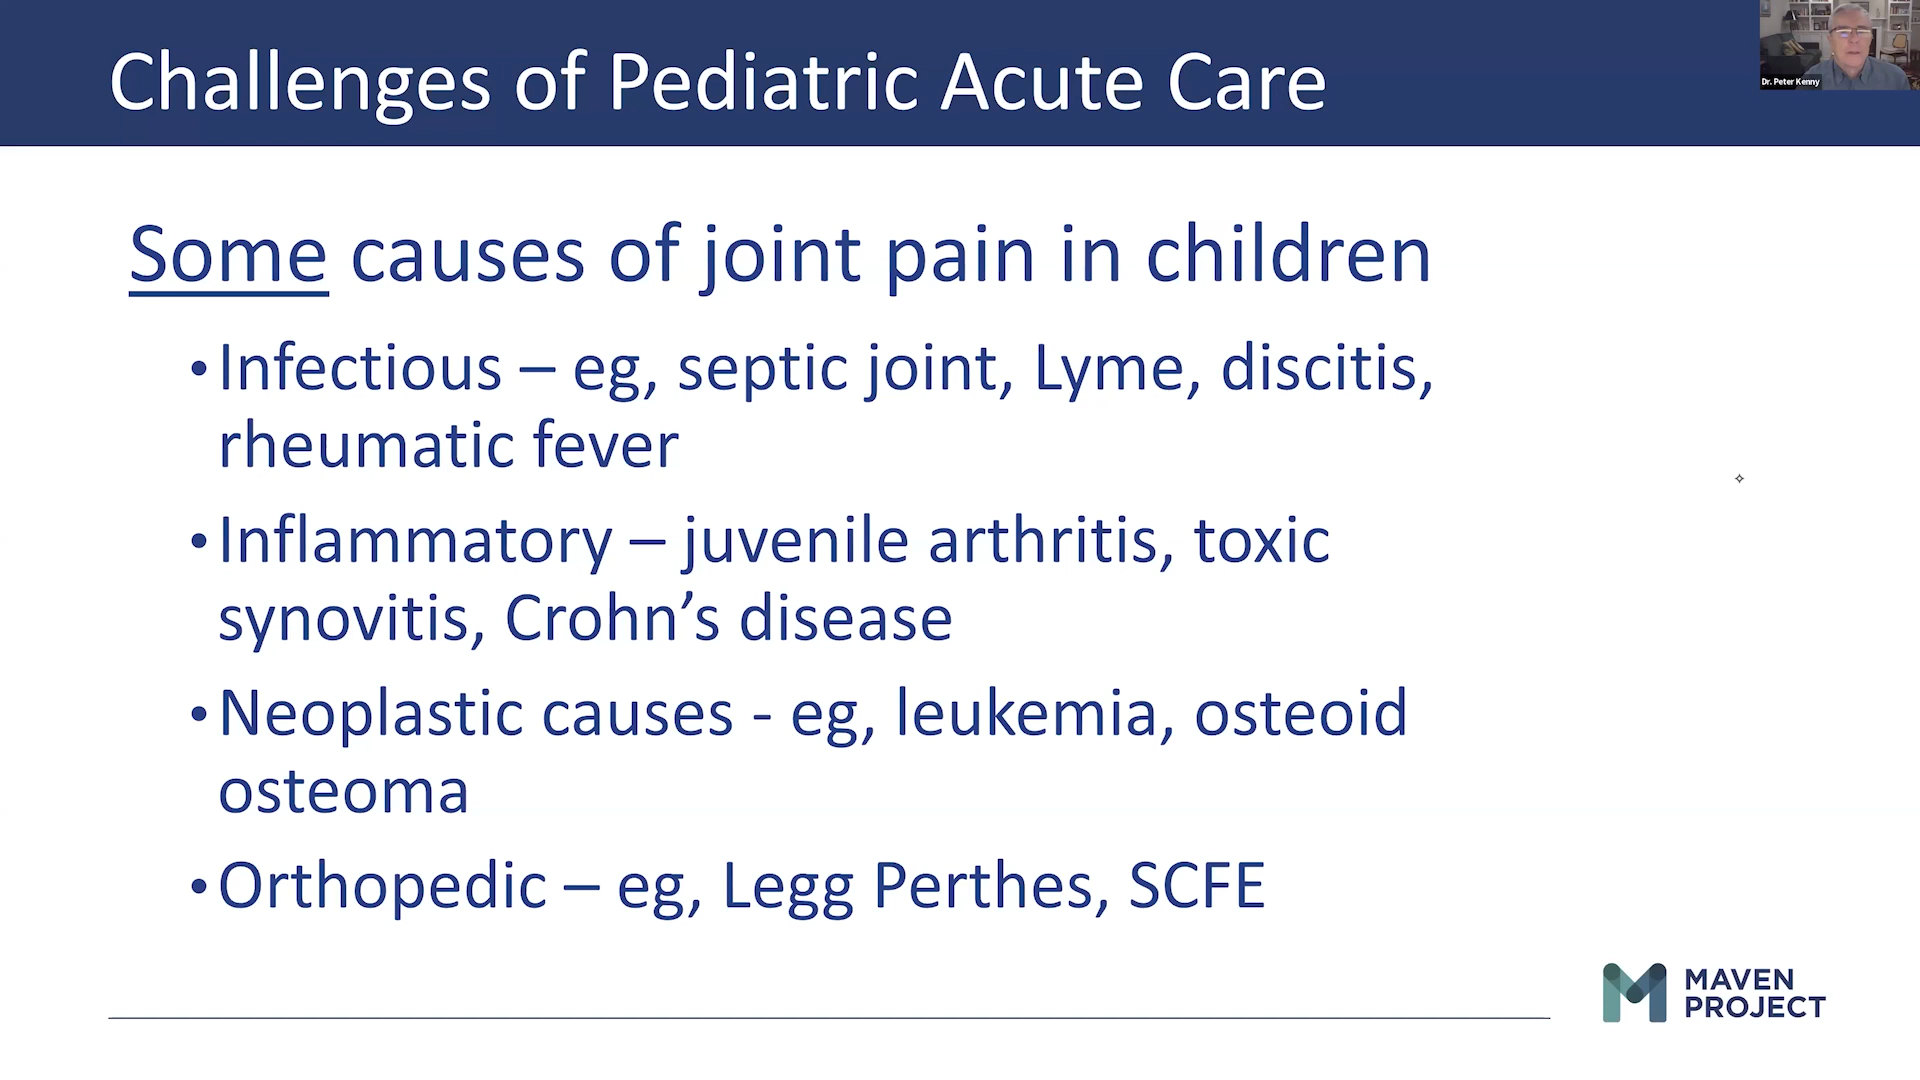 Challenges of Pediatric Acute Care
Dr. Peter Kenny
Some causes of joint pain in children
•Infectious – eg, septic joint, Lyme, discitis,
rheumatic fever
•Inflammatory – juvenile arthritis, toxic
synovitis, Crohn’s disease
•Neoplastic causes - eg, leukemia, osteoid
osteoma
•Orthopedic – eg, Legg Perthes, SCFE
MAVEN
PROJECT